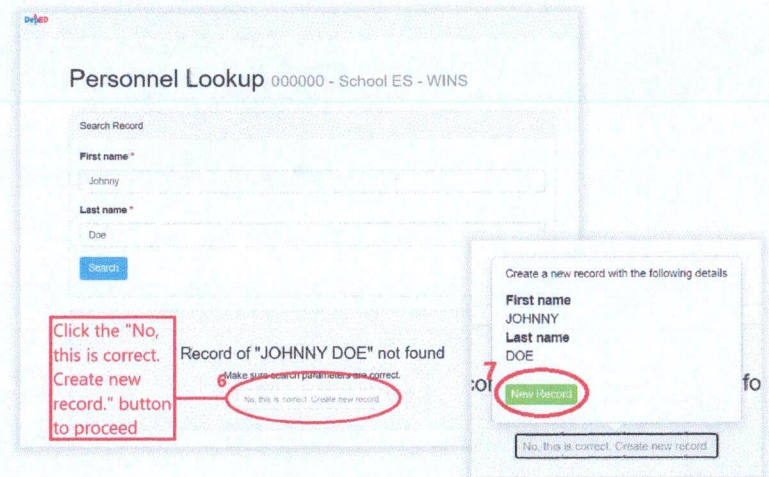 DepED
Personnel Lookup 000000 - School ES - WINS
Search Record
First name *
Johnny
Last name *
Doe
Search
Click the "No,
this is correct.
Create new
record." button
to proceed
Record of "JOHNNY DOE" not found
6
Make sure search parameters are correct.
No, this is correct. Create new record.
Create a new record with the following details
First name
JOHNNY
Last name
DOE
7
New Record
fo
No, this is correct. Create new record.